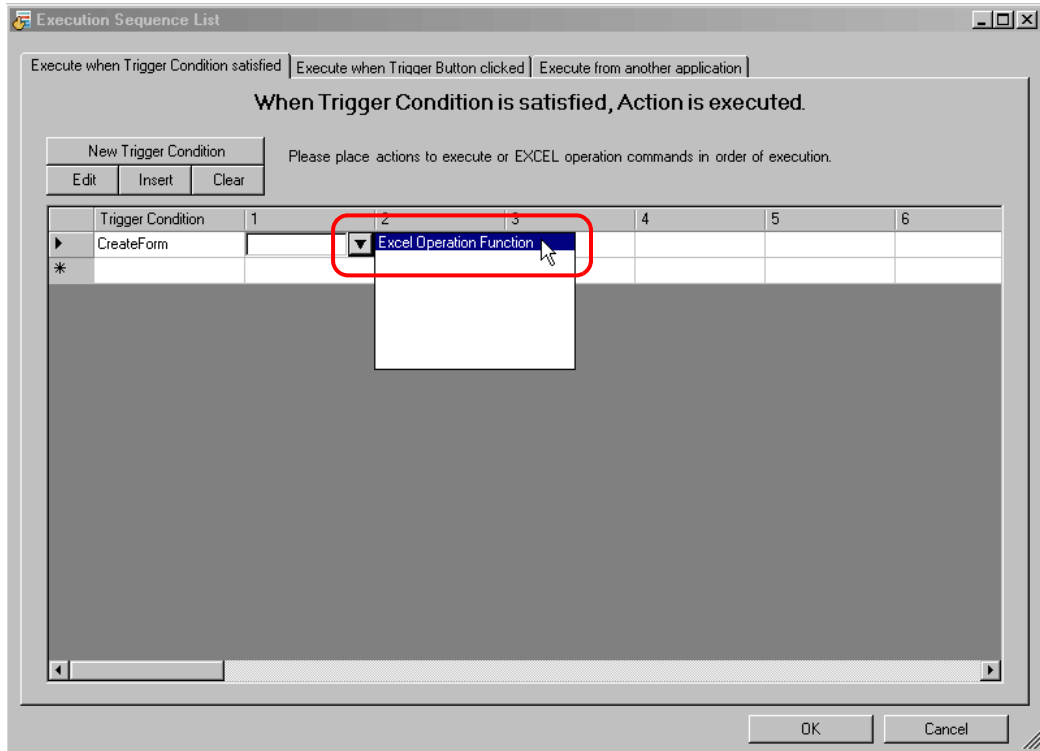 Execution Sequence List
Execute when Trigger Condition satisfied Execute when Trigger Button clicked Execute from another application
When Trigger Condition is satisfied, Action is executed.
New Trigger Condition
Please place actions to execute or EXCEL operation commands in order of execution.
Edit Insert Clear
Trigger Condition 1 2 3 4 5 6
CreateForm Excel Operation Function
OK Cancel